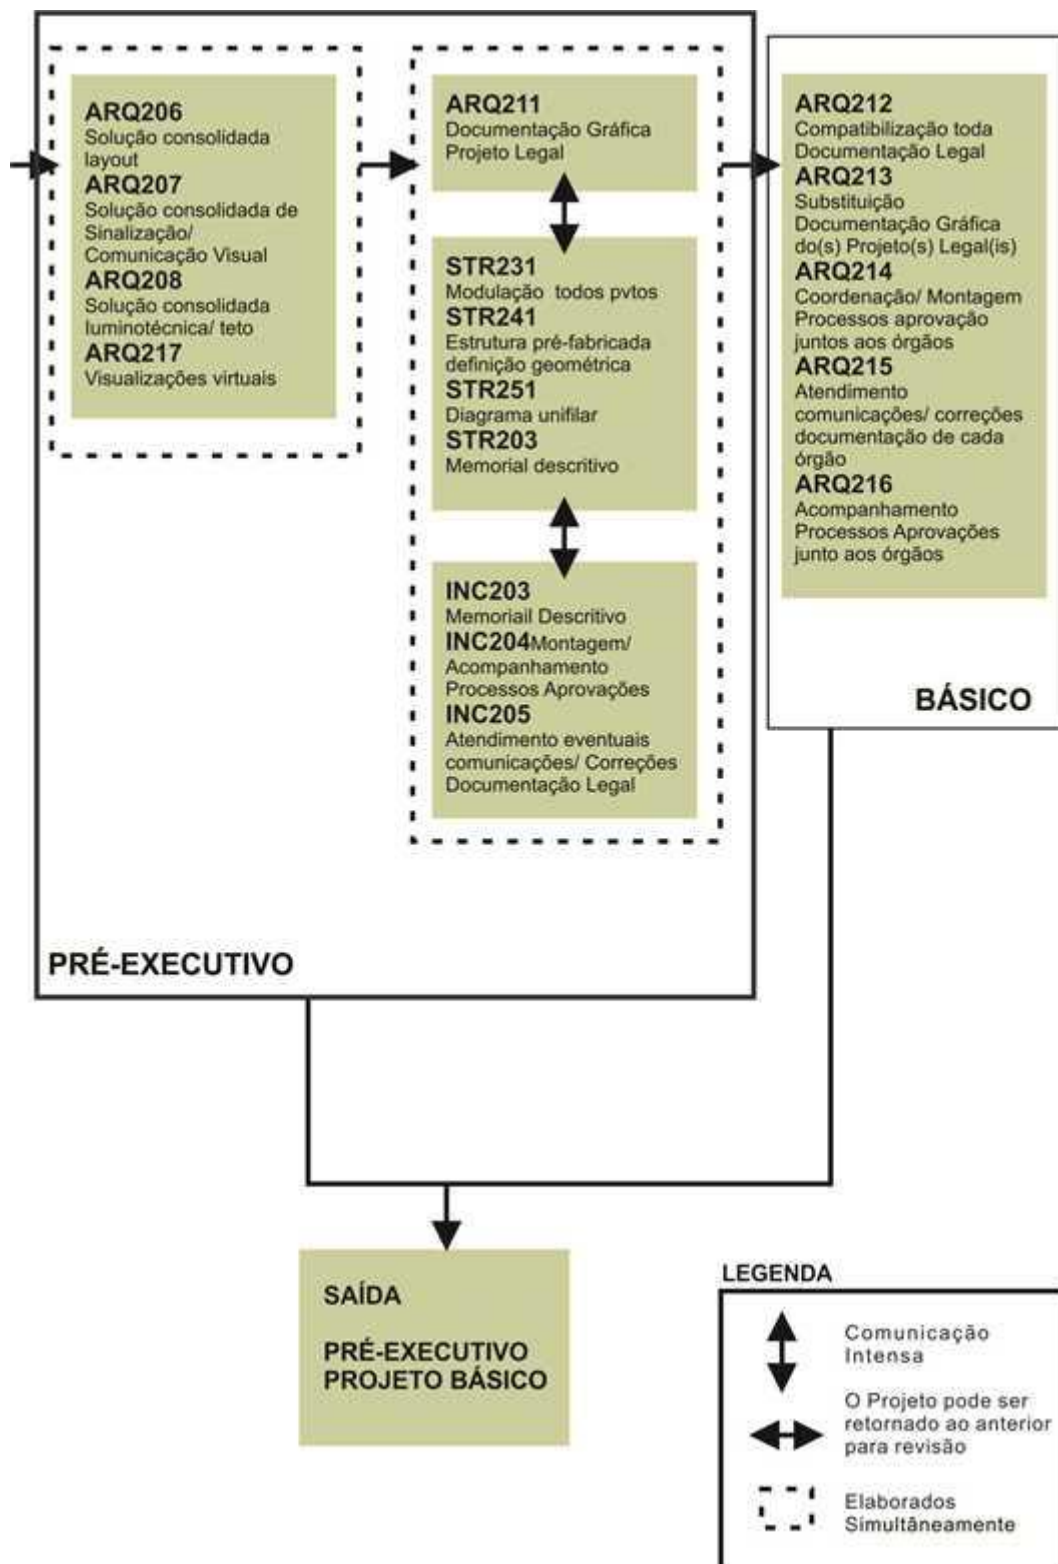 ARQ206
Solução consolidada
layout
ARQ207
Solução consolidada de
Sinalização/
Comunicação Visual
ARQ208
Solução consolidada
luminotécnica/ teto
ARQ217
Visualizações virtuais
ARQ211
Documentação Gráfica
Projeto Legal
STR231
Modulação todos pvtos
STR241
Estrutura pré-fabricada
definição geométrica
STR251
Diagrama unifilar
STR203
Memorial descritivo
INC203
Memoriail Descritivo
INC204Montagem/
Acompanhamento
Processos Aprovações
INC205
Atendimento eventuais
comunicações/ Correções
Documentação Legal
PRÉ-EXECUTIVO
ARQ212
Compatibilização toda
Documentação Legal
ARQ213
Substituição
Documentação Gráfica
do(s) Projeto(s) Legal(is)
ARQ214
Coordenação/ Montagem
Processos aprovação
juntos aos órgãos
ARQ215
Atendimento
comunicações/ correções
documentação de cada
órgão
ARQ216
Acompanhamento
Processos Aprovações
junto aos órgãos
BÁSICO
SAÍDA
PRÉ-EXECUTIVO
PROJETO BÁSICO
LEGENDA
Comunicação
Intensa
O Projeto pode ser
retornado ao anterior
para revisão
Elaborados
Simultâneamente